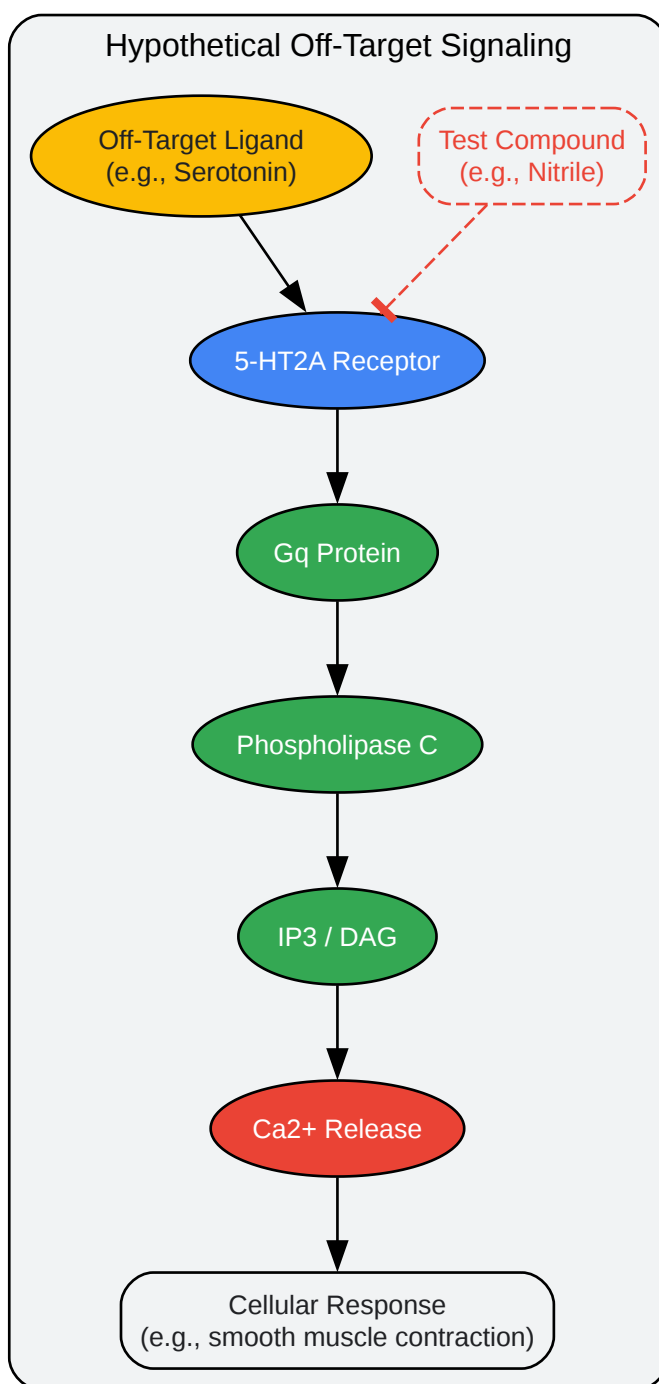 Hypothetical Off-Target Signaling
Off-Target Ligand
(e.g., Serotonin)
Test Compound
(e.g., Nitrile)
5-HT2A Receptor
Gq Protein
Phospholipase C
IP3 / DAG
Ca2+ Release
Cellular Response
(e.g., smooth muscle contraction)